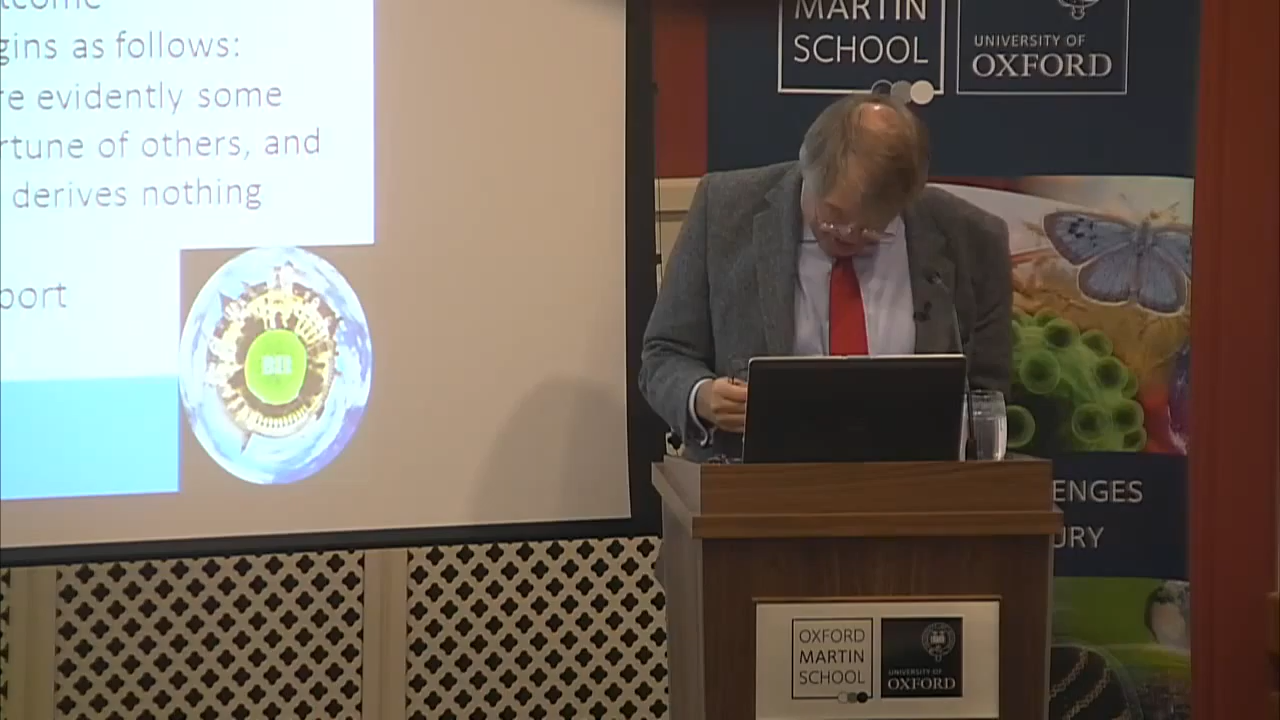 gins as follows:
re evidently some
rtune of others, and
derives nothing
port
MARTIN
SCHOOL
UNIVERSITY OF
OXFORD
ENGES
URY
OXFORD
MARTIN
SCHOOL
UNIVERSITY OF
OXFORD